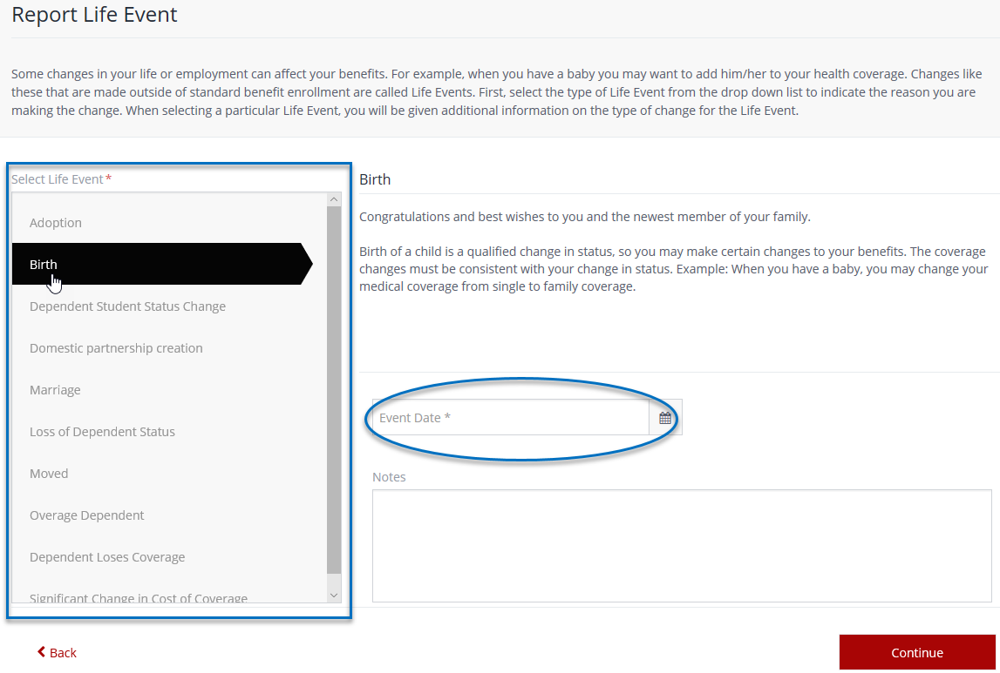 Report Life Event
Some changes in your life or employment can affect your benefits. For example, when you have a baby you may want to add him/her to your health coverage. Changes like
these that are made outside of standard benefit enrollment are called Life Events. First, select the type of Life Event from the drop down list to indicate the reason you are
making the change. When selecting a particular Life Event, you will be given additional information on the type of change for the Life Event.
Select Life Event*
Adoption
Birth
Dependent Student Status Change
Domestic partnership creation
Marriage
Loss of Dependent Status
Moved
Overage Dependent
Dependent Loses Coverage
Significant Change in Cost of Coverage
Birth
Congratulations and best wishes to you and the newest member of your family.
Birth of a child is a qualified change in status, so you may make certain changes to your benefits. The coverage
changes must be consistent with your change in status. Example: When you have a baby, you may change your
medical coverage from single to family coverage.
Event Date *
Notes
Back
Continue